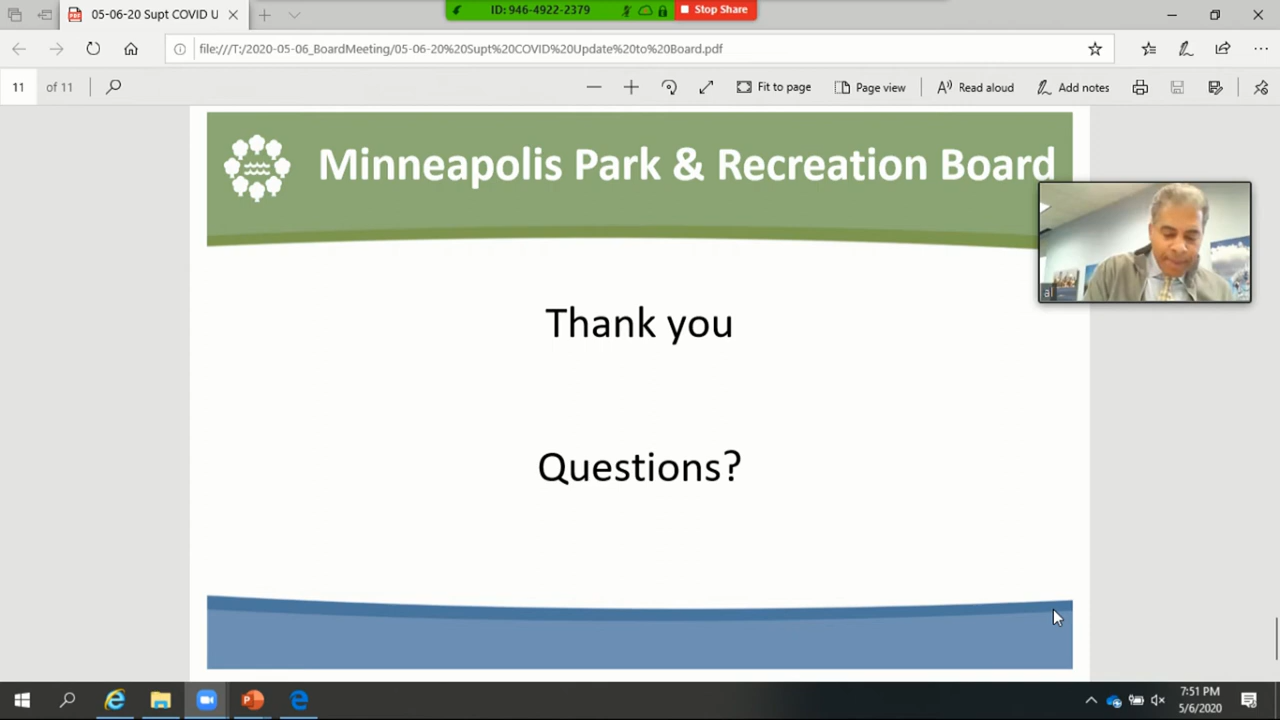 05-06-20 Supt COVID U
ID: 946-4922-2379
Stop Share
file:///T:/2020-05-06_BoardMeeting/05-06-20%20Supt%20COVID%20Update%20to%20Board.pdf
11 of 11
Fit to page
Page view
Read aloud
Add notes
Minneapolis Park & Recreation Board
al
Thank you
Questions?
7:51 PM
5/6/2020